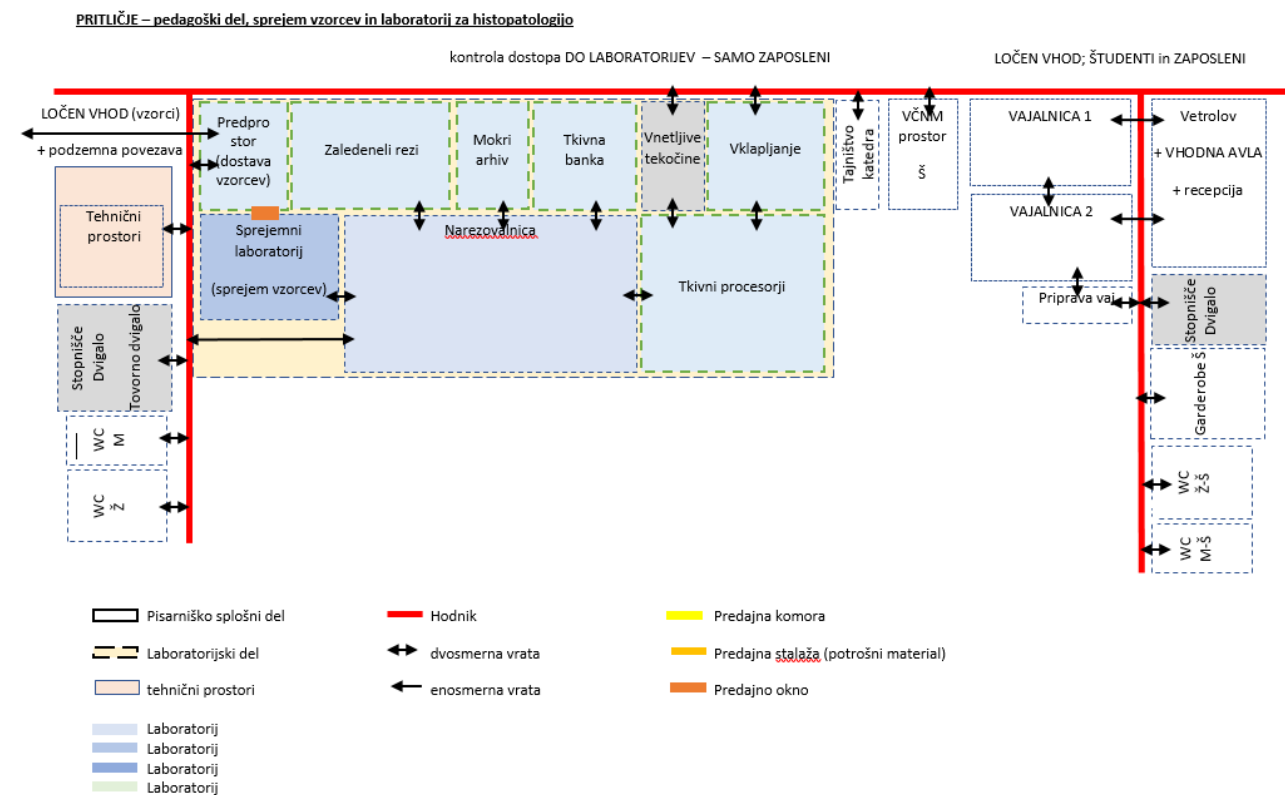 PRITLIČJE – pedagoški del, sprejem vzorcev in laboratorij za histopatologijo
kontrola dostopa DO LABORATORIJEV – SAMO ZAPOSLENI
LOČEN VHOD; ŠTUDENTI in ZAPOSLENI
LOČEN VHOD (vzorci)
+ podzemna povezava
Predpro
stor
(dostava
vzorcev)
Zaledeneli rezi
Mokri
arhiv
Tkivna
banka
Vnetljive
tekočine
Vklapljanje
Tajništvo
katedra
VČNM
prostor
Š
VAJALNICA 1
Vetrolov
+ VHODNA AVLA
+ recepcija
Tehnični
prostori
Sprejemni
laboratorij
(sprejem vzorcev)
Narezovalnica
Tkivni procesorji
VAJALNICA 2
Priprava vaj
Stopnišče
Dvigalo
Tovorno dvigalo
Stopnišče
Dvigalo
Garderobe Š
WC
M
WC
Ž
WC
Ž-Š
WC
M-Š
Pisarniško splošni del
Hodnik
Predajna komora
Laboratorijski del
dvosmerna vrata
Predajna stalaža (potrošni material)
tehnični prostori
enosmerna vrata
Predajno okno
Laboratorij
Laboratorij
Laboratorij
Laboratorij